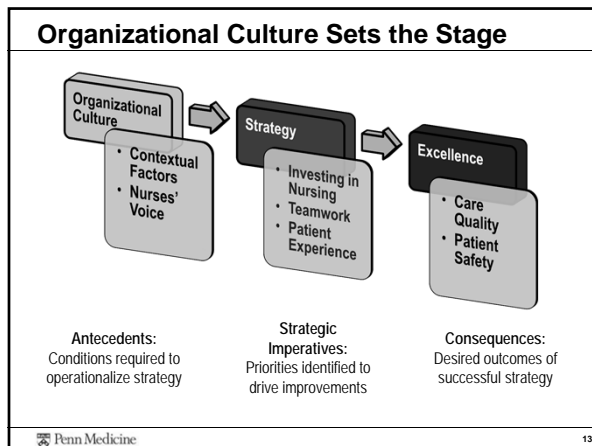 Organizational Culture Sets the Stage
Organizational
Culture
• Contextual
Factors
• Nurses'
Voice
Strategy
• Investing in
Nursing
• Teamwork
• Patient
Experience
Excellence
• Care
Quality
• Patient
Safety
Antecedents:
Conditions required to
operationalize strategy
Strategic
Imperatives:
Priorities identified to
drive improvements
Consequences:
Desired outcomes of
successful strategy
Penn Medicine
13